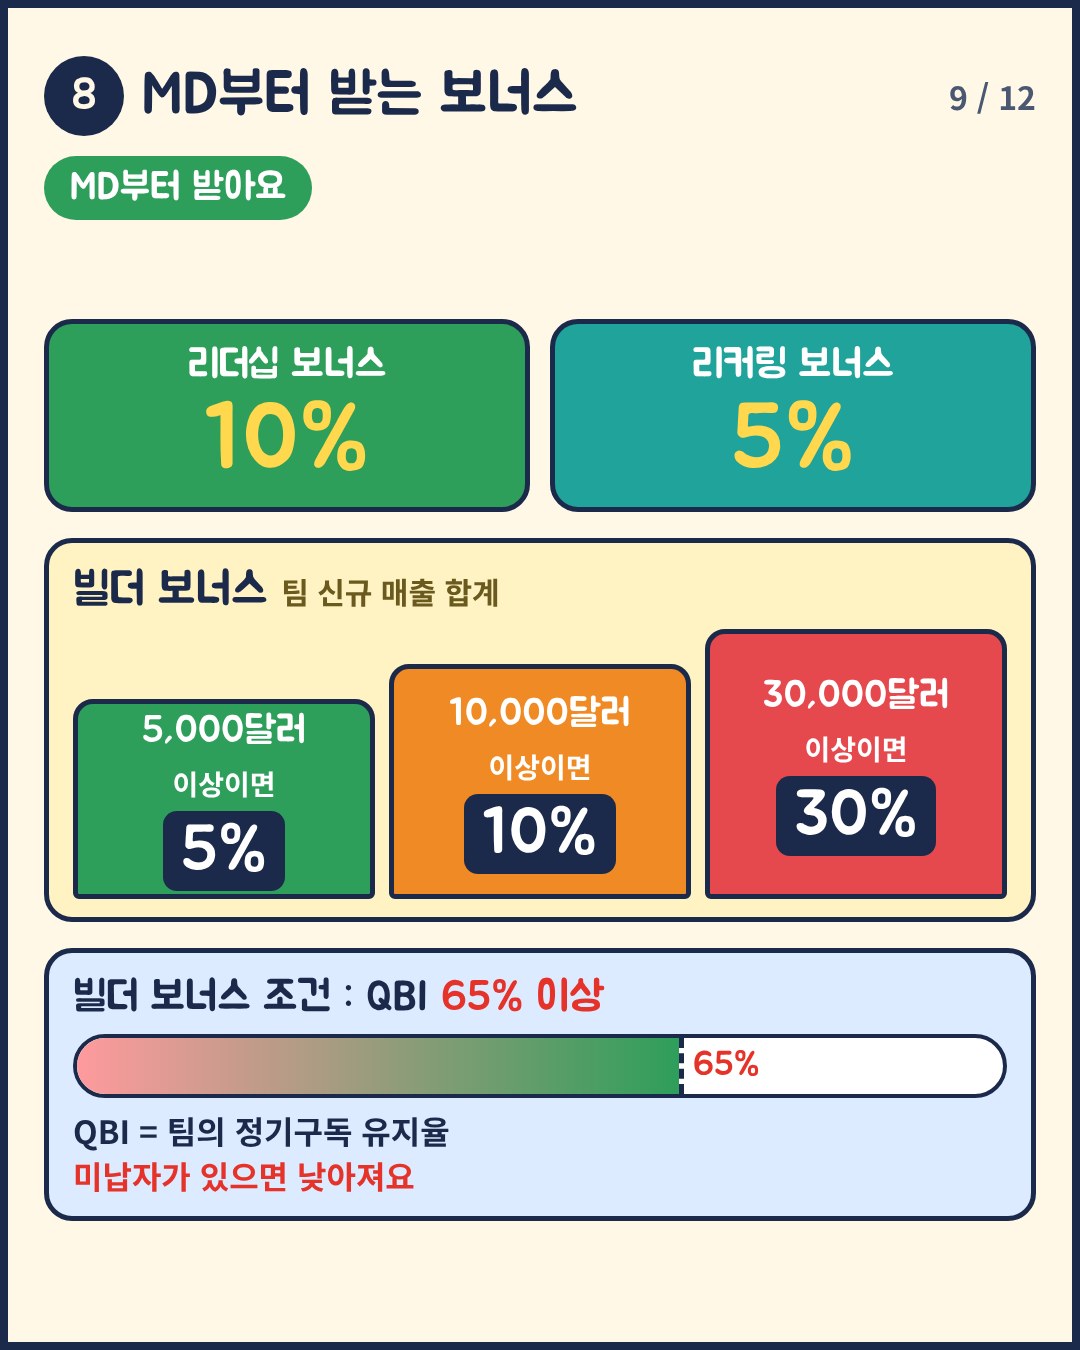 8 MD부터 받는 보너스
9 / 12
MD부터 받아요
리더십 보너스
10%
리커링 보너스
5%
빌더 보너스 팀 신규 매출 합계
5,000달러
이상이면
5%
10,000달러
이상이면
10%
30,000달러
이상이면
30%
빌더 보너스 조건 : QBI 65% 이상
65%
QBI = 팀의 정기구독 유지율
미납자가 있으면 낮아져요